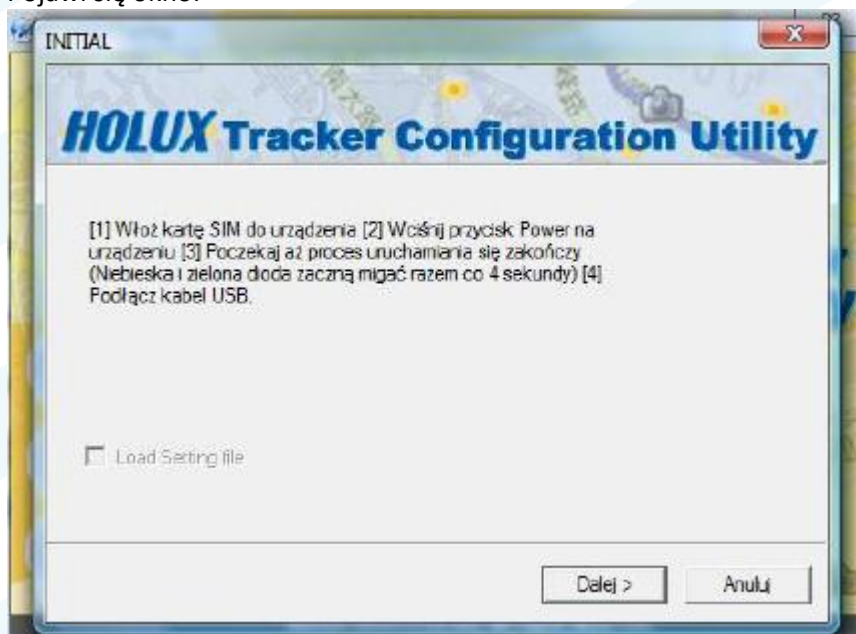 INITIAL
HOLUX Tracker Configuration Utility
[1] Włoż kartę SIM do urządzenia [2] Wciśnij przycisk Power na
urządzeniu [3] Poczekaj aż proces uruchamiania się zakończy
(Niebieska i zielona dioda zaczną migać razem co 4 sekundy) [4]
Podłącz kabel USB.
Load Setting file
Dalej >
Anuluj